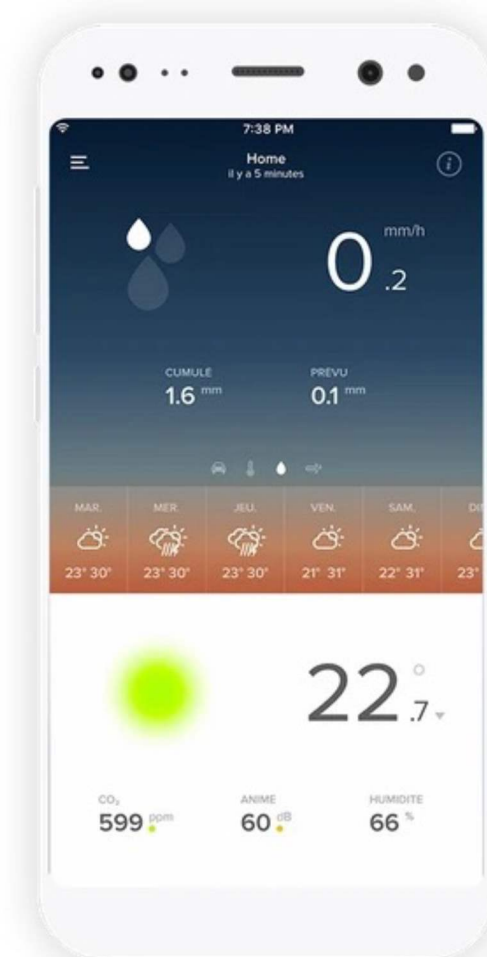 7:38 PM
Home
il y a 5 minutes
i
0.2 mm/h
CUMULE PREVU
1.6 mm 0.1 mm
MAR. MER. JEU. VEN. SAM. DI
23° 30° 23° 30° 23° 30° 21° 31° 22° 31° 23°
22.7°
CO₂ ANIME HUMIDITE
599 ppm 60 dB 66 %